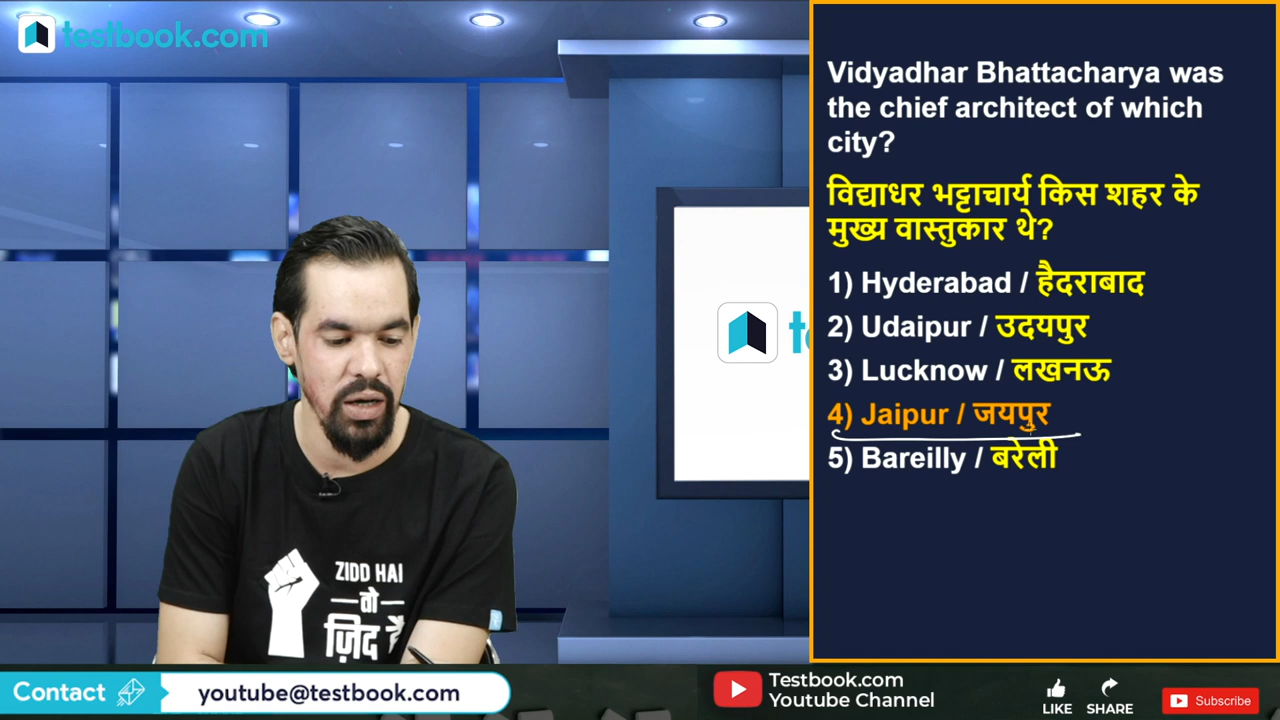 testbook.com
Vidyadhar Bhattacharya was
the chief architect of which
city?
विद्याधर भट्टाचार्य किस शहर के
मुख्य वास्तुकार थे?
1) Hyderabad / हैदराबाद
2) Udaipur / उदयपुर
3) Lucknow / लखनऊ
4) Jaipur / जयपुर
5) Bareilly / बरेली
ZIDD HAI
वो
ज़िद है
Contact
youtube@testbook.com
Testbook.com
Youtube Channel
LIKE
SHARE
Subscribe